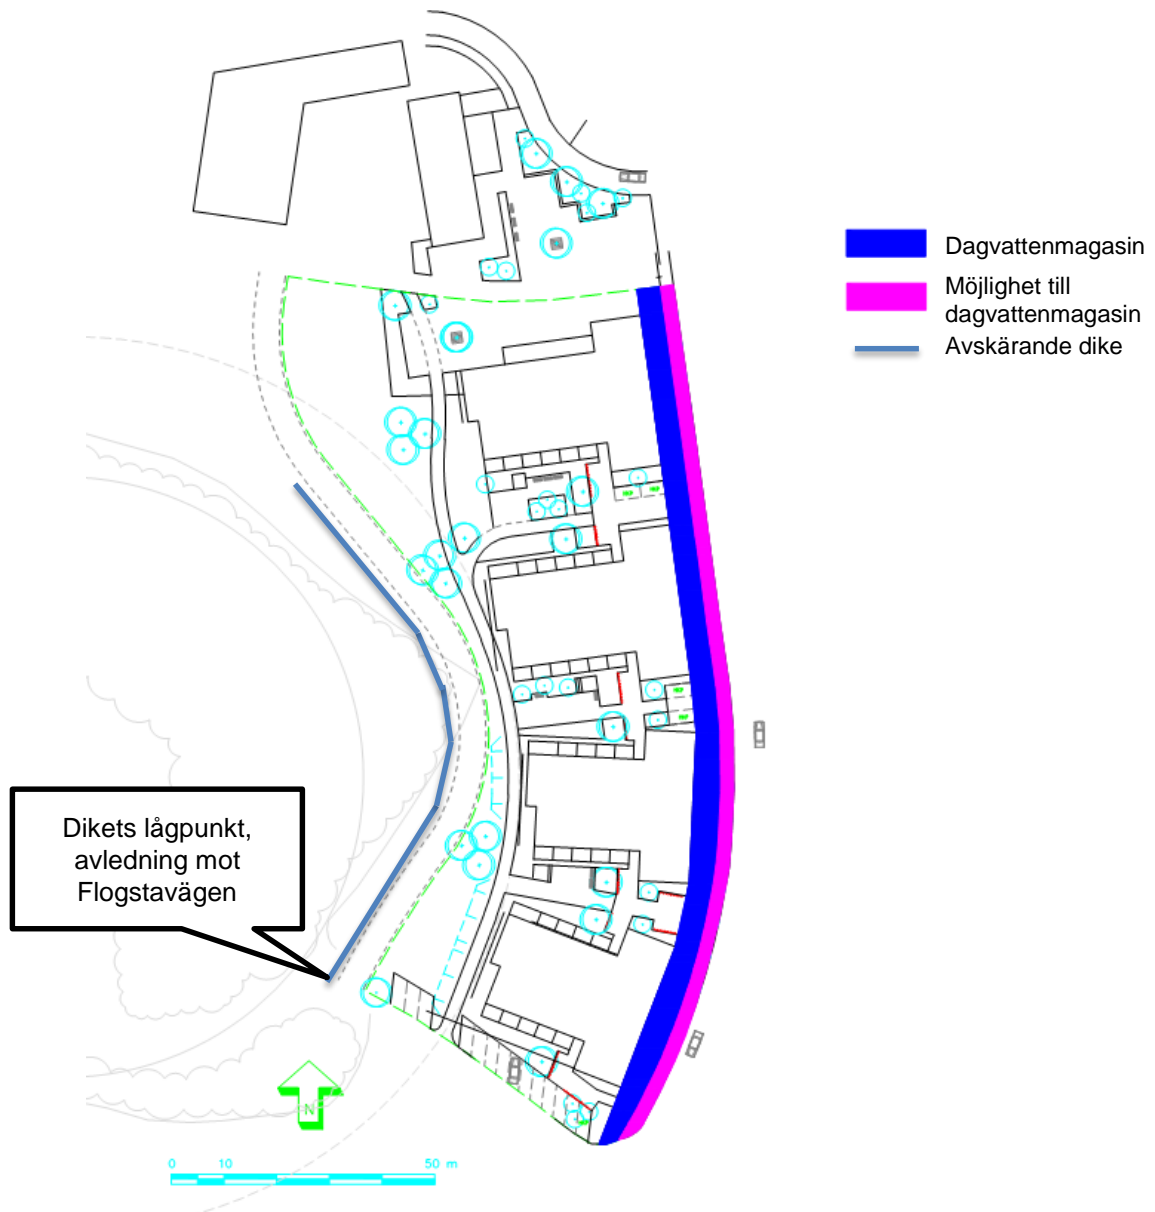 Dagvattenmagasin
Möjlighet till
dagvattenmagasin
Avskärande dike
Dikets lågpunkt,
avledning mot
Flogstavägen
N
0 10 50 m